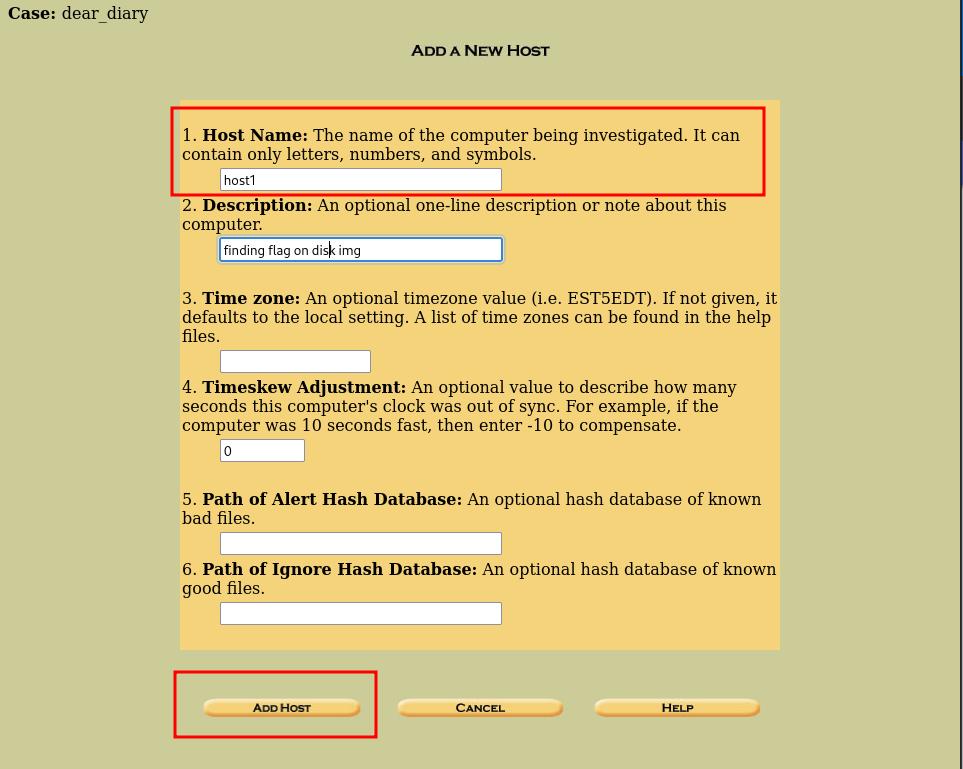 Case: dear_diary
ADD A NEW HOST
1. Host Name: The name of the computer being investigated. It can
contain only letters, numbers, and symbols.
host1
2. Description: An optional one-line description or note about this
computer.
finding flag on disk img
3. Time zone: An optional timezone value (i.e. EST5EDT). If not given, it
defaults to the local setting. A list of time zones can be found in the help
files.
4. Timeskew Adjustment: An optional value to describe how many
seconds this computer's clock was out of sync. For example, if the
computer was 10 seconds fast, then enter -10 to compensate.
0
5. Path of Alert Hash Database: An optional hash database of known
bad files.
6. Path of Ignore Hash Database: An optional hash database of known
good files.
ADD HOST CANCEL HELP